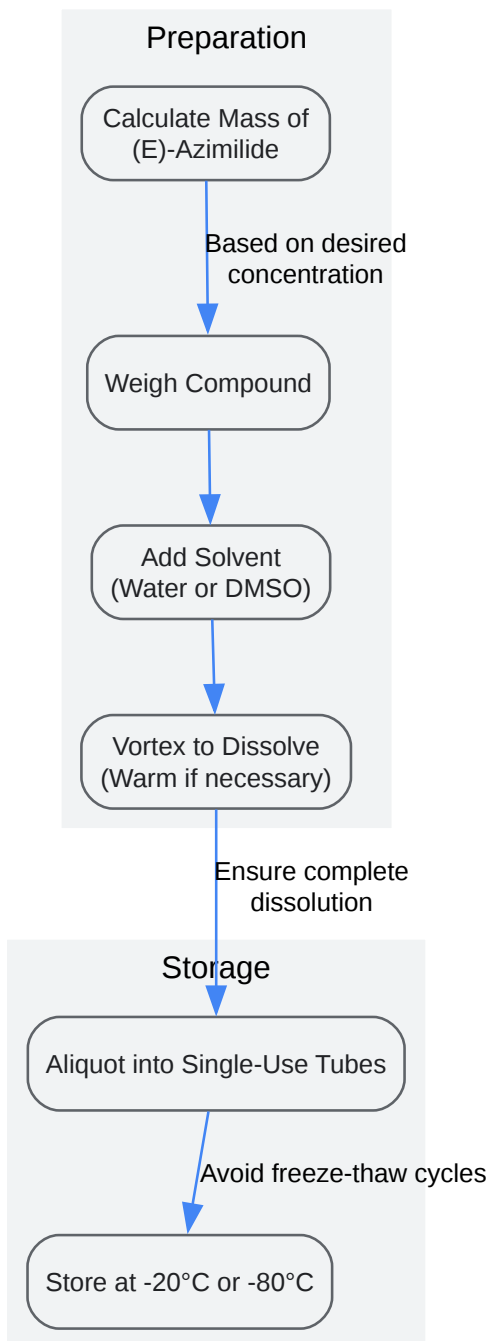 Preparation
Calculate Mass of
(E)-Azimilide
Based on desired
concentration
Weigh Compound
Add Solvent
(Water or DMSO)
Vortex to Dissolve
(Warm if necessary)
Ensure complete
dissolution
Storage
Aliquot into Single-Use Tubes
Avoid freeze-thaw cycles
Store at -20°C or -80°C